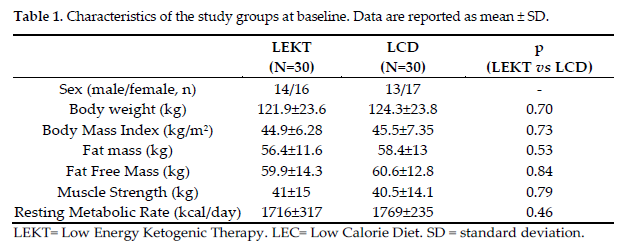 Table 1. Characteristics of the study groups at baseline. Data are reported as mean ± SD.
LEKT LCD p
(N=30) (N=30) (LEKT vs LCD)
Sex (male/female, n) 14/16 13/17 -
Body weight (kg) 121.9±23.6 124.3±23.8 0.70
Body Mass Index (kg/m²) 44.9±6.28 45.5±7.35 0.73
Fat mass (kg) 56.4±11.6 58.4±13 0.53
Fat Free Mass (kg) 59.9±14.3 60.6±12.8 0.84
Muscle Strength (kg) 41±15 40.5±14.1 0.79
Resting Metabolic Rate (kcal/day) 1716±317 1769±235 0.46
LEKT= Low Energy Ketogenic Therapy. LEC= Low Calorie Diet. SD = standard deviation.